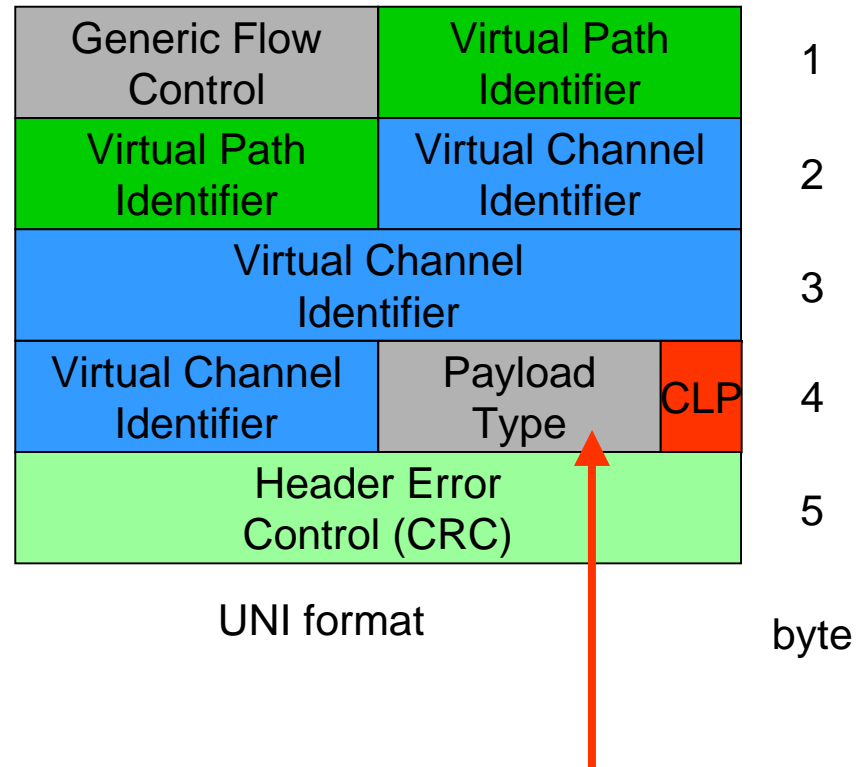 Generic Flow
Control
Virtual Path
Identifier
1
Virtual Path
Identifier
Virtual Channel
Identifier
2
Virtual Channel
Identifier
3
Virtual Channel
Identifier
Payload
Type
CLP
4
Header Error
Control (CRC)
5
UNI format
byte